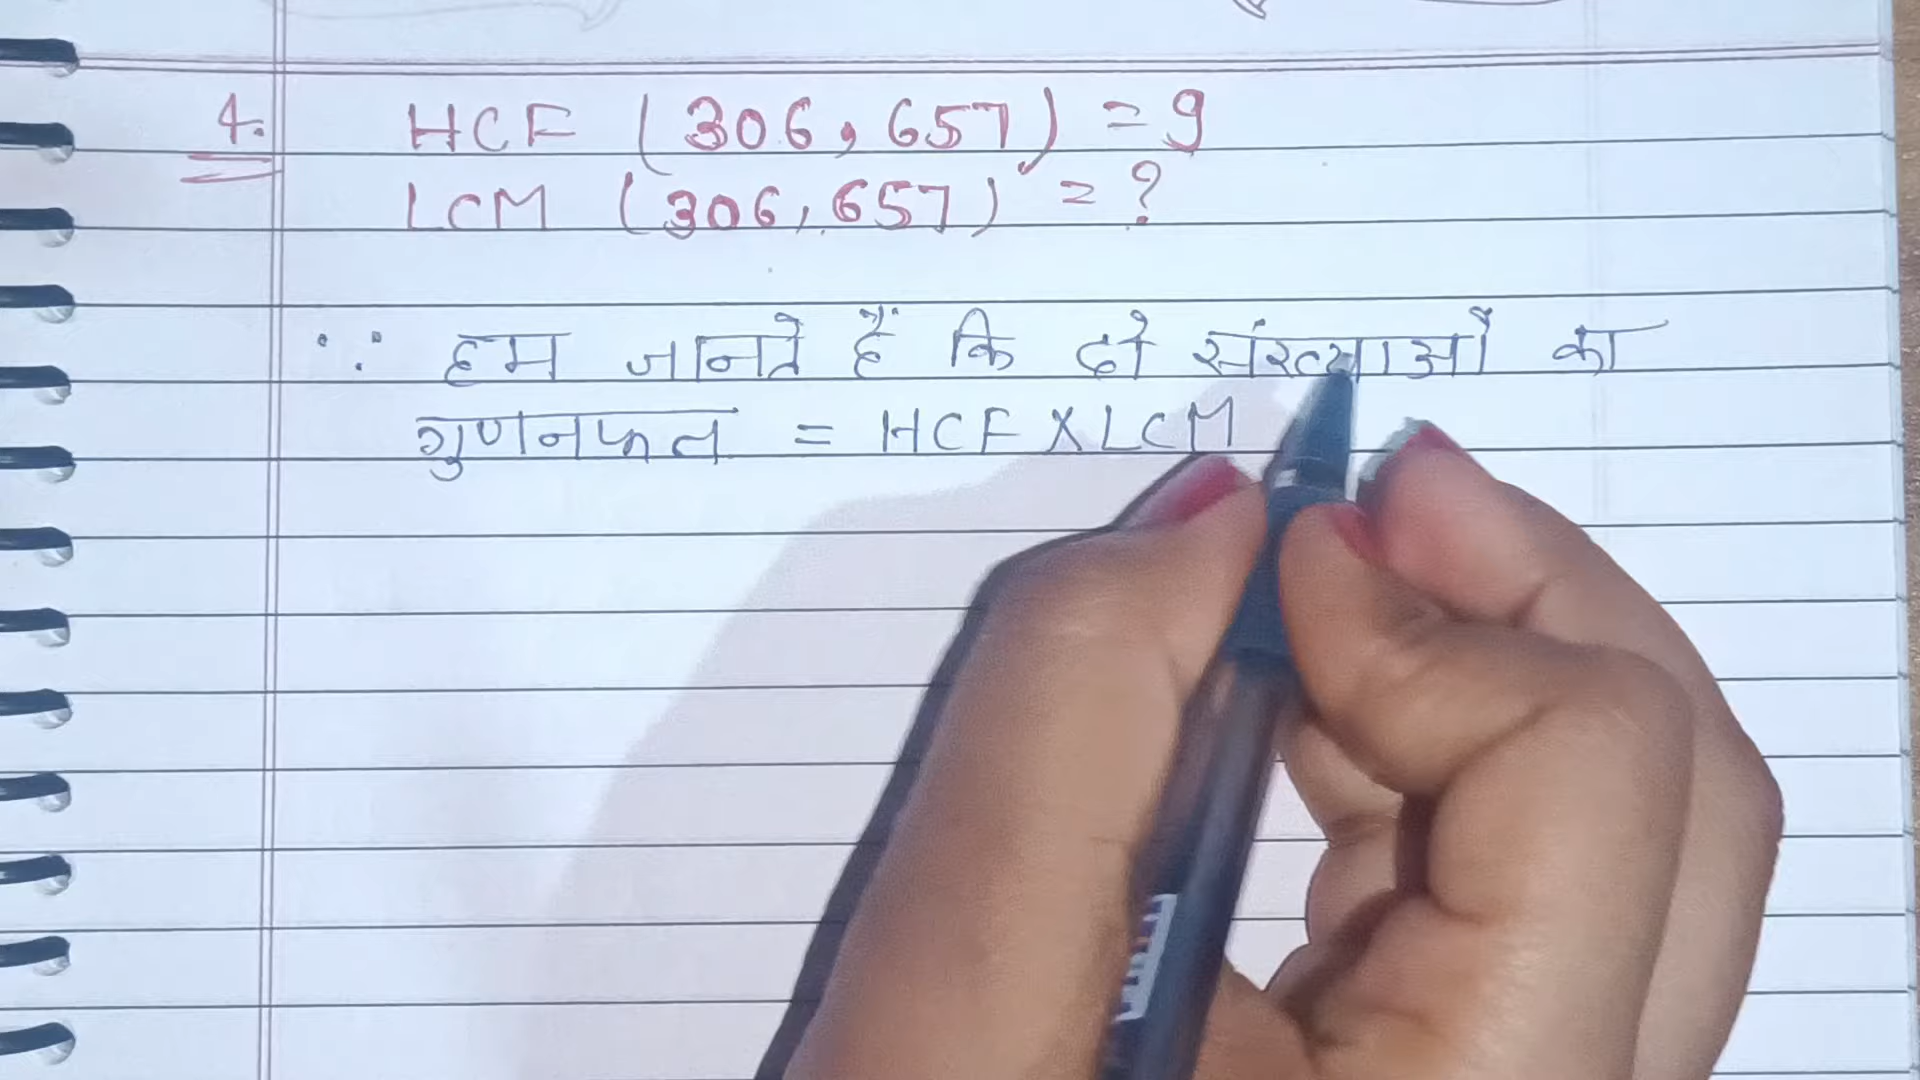 4. HCF (306, 657) = 9
LCM (306, 657) = ?
∵ हम जानते हैं कि दो संख्याओं का
गुणनफल = HCF X LCM